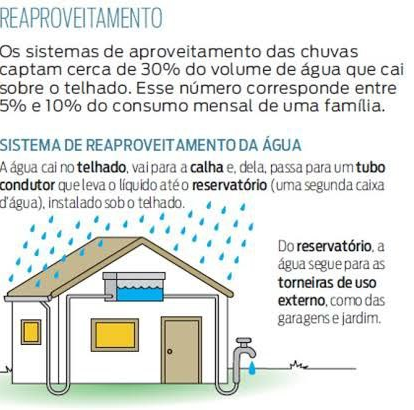 REAPROVEITAMENTO
Os sistemas de aproveitamento das chuvas
captam cerca de 30% do volume de água que cai
sobre o telhado. Esse número corresponde entre
5% e 10% do consumo mensal de uma família.
SISTEMA DE REAPROVEITAMENTO DA ÁGUA
A água cai no telhado, vai para a calha e, dela, passa para um tubo
condutor que leva o líquido até o reservatório (uma segunda caixa
d'água), instalado sob o telhado.
Do reservatório, a
água segue para as
torneiras de uso
externo, como das
garagens e jardim.